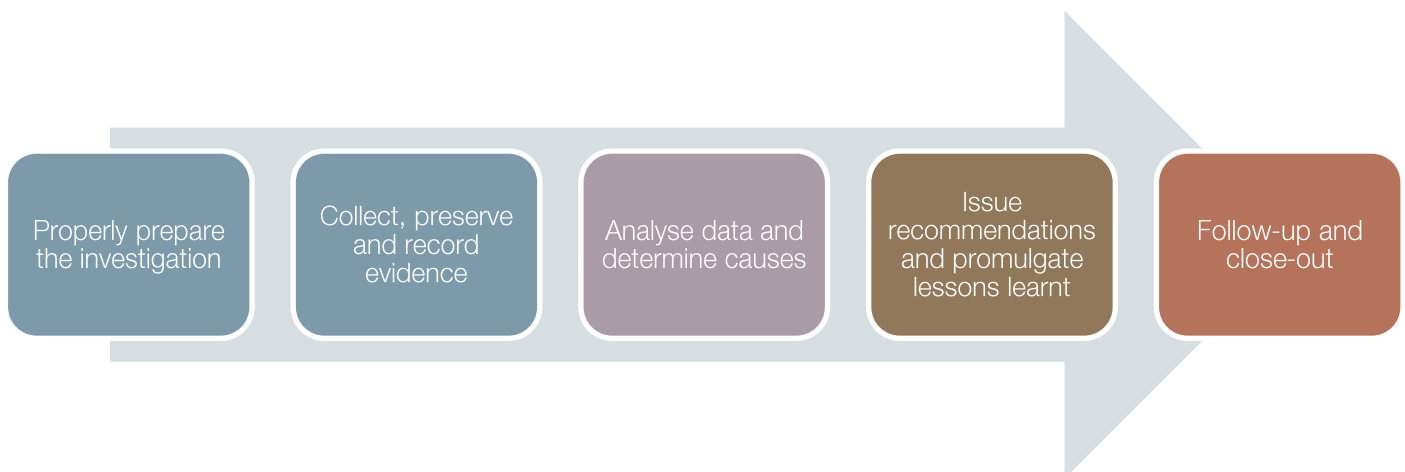 Properly prepare
the investigation
Collect, preserve
and record
evidence
Analyse data and
determine causes
Issue
recommendations
and promulgate
lessons learnt
Follow-up and
close-out